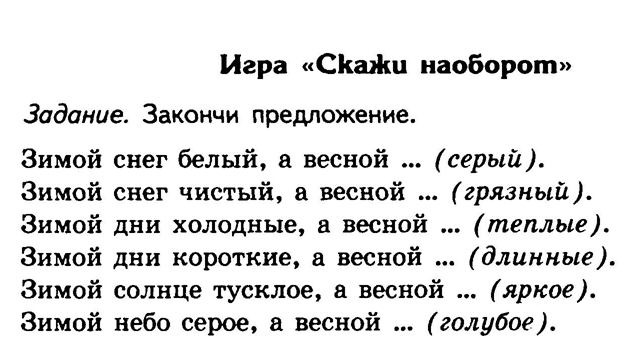 Игра «Скажи наоборот»
Задание. Закончи предложение.
Зимой снег белый, а весной ... (серый).
Зимой снег чистый, а весной ... (грязный).
Зимой дни холодные, а весной ... (теплые).
Зимой дни короткие, а весной ... (длинные).
Зимой солнце тусклое, а весной ... (яркое).
Зимой небо серое, а весной ... (голубое).